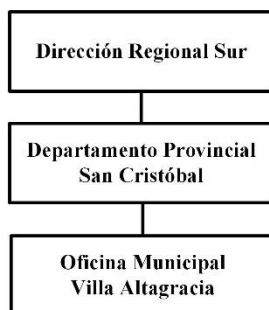 Dirección Regional Sur
Departamento Provincial
San Cristóbal
Oficina Municipal
Villa Altagracia